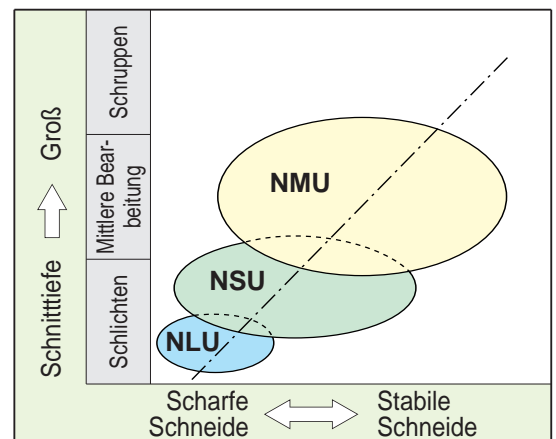 Schnitttiefe Groß
Schruppen
Mittlere Bear-
beitung
Schlichten
NMU
NSU
NLU
Scharfe
Schneide
Stabile
Schneide